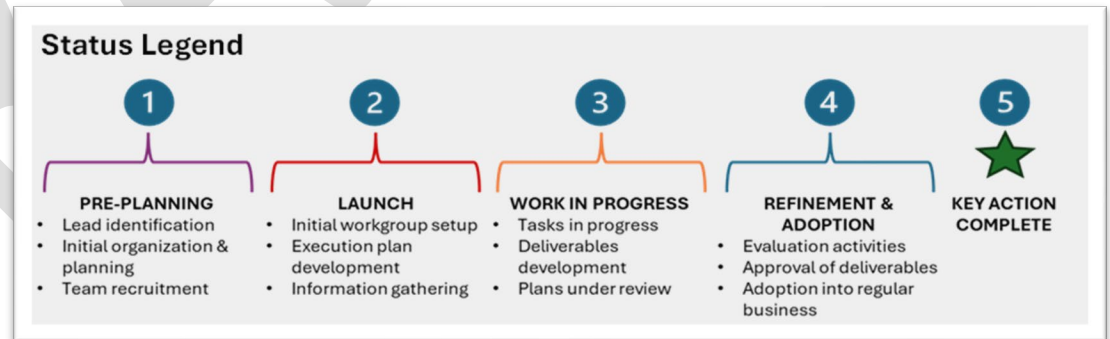 Status Legend
1
PRE-PLANNING
• Lead identification
• Initial organization &
planning
• Team recruitment
2
LAUNCH
• Initial workgroup setup
• Execution plan
development
• Information gathering
3
WORK IN PROGRESS
• Tasks in progress
• Deliverables
development
• Plans under review
4
REFINEMENT &
ADOPTION
• Evaluation activities
• Approval of deliverables
• Adoption into regular
business
5
KEY ACTION
COMPLETE